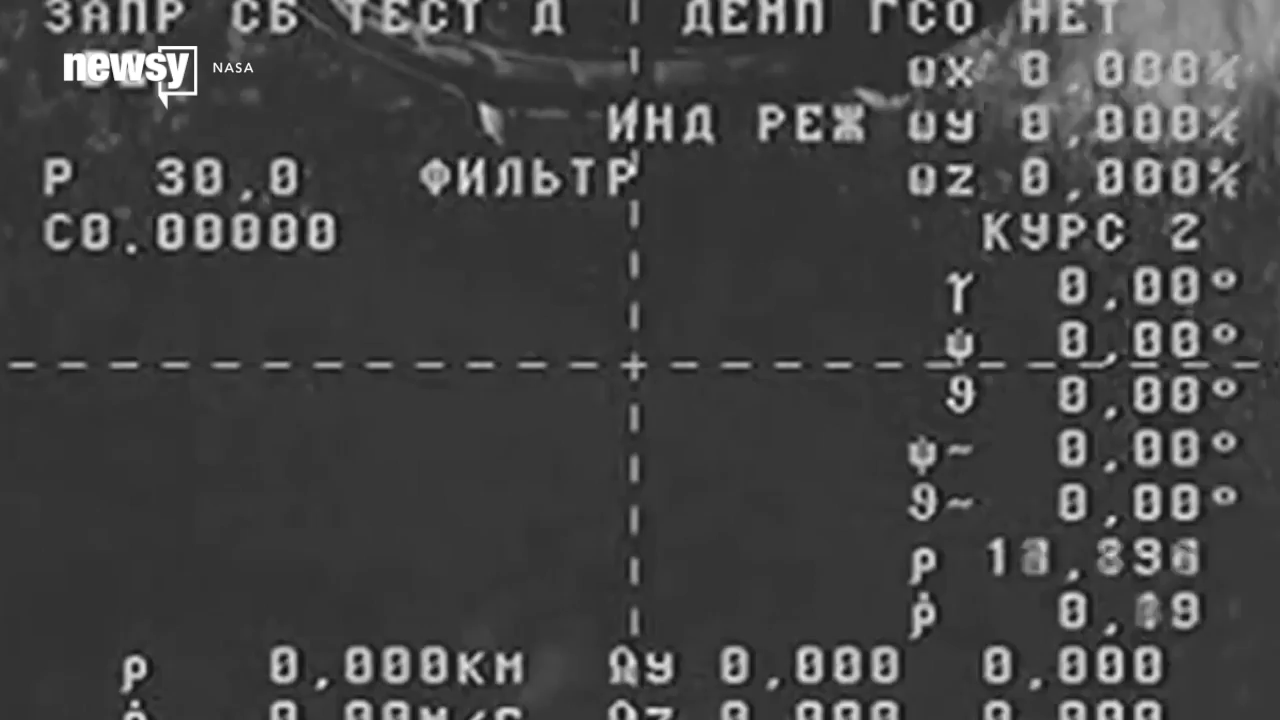 ЗАПР СБ ТЕСТ Д ДЕМП ГСО НЕТ
newsy NASA
ωX 0 000%
ИНД РЕЖ ωУ 0,000%
Р 30,0 ФИЛЬТР ωZ 0,000%
С0.00000
КУРС 2
γ 0,00°
ψ 0,00°
ϑ 0,00°
ψ~ 0,00°
ϑ~ 0,00°
ρ
ρ̇
ρ 0,000КМ ΩУ 0,000 0,000